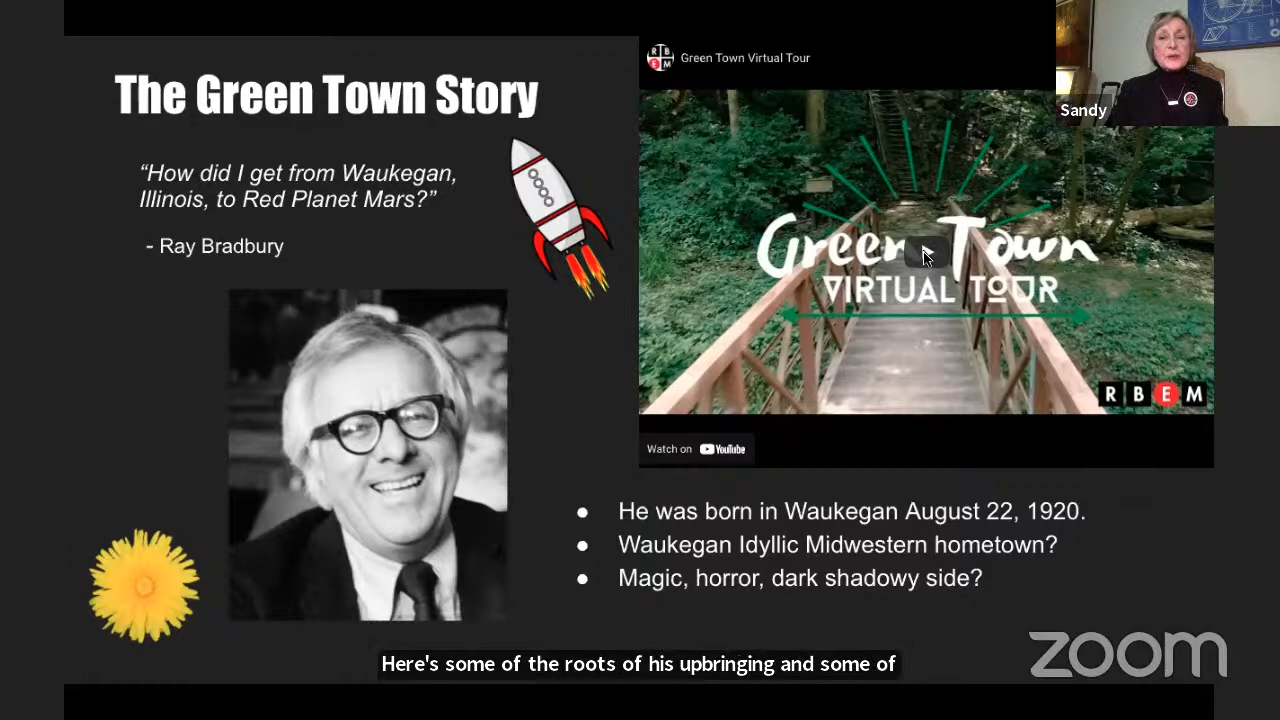 The Green Town Story
“How did I get from Waukegan,
Illinois, to Red Planet Mars?”
- Ray Bradbury
R B
E M
Green Town Virtual Tour
Green Town
VIRTUAL TOUR
R B E M
Watch on YouTube
Sandy
● He was born in Waukegan August 22, 1920.
● Waukegan Idyllic Midwestern hometown?
● Magic, horror, dark shadowy side?
Here's some of the roots of his upbringing and some of
zoom